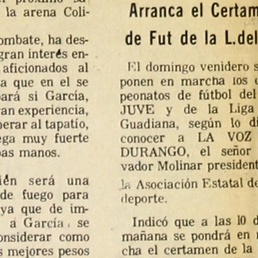 la arena Coli-
ombate, ha des-
gran interés en-
aficionados al
a que en el se
pará si García,
ran experiencia,
perar al tapatío,
ega muy fuerte
bas manos.
ién será una
de fuego para
ya que de im-
a García se
onsiderar como
s mejores pesos
Arranca el Certam
de Fut de la L.del
El domingo venidero s
ponen en marcha los c
peonatos de fútbol del
JUVE y de la Liga
Guadiana, según lo di
conocer a LA VOZ
DURANGO, el señor
vador Molinar president
la Asociación Estatal de
deporte.
Indicó que a las 10 d
mañana se pondrá en m
cha el certamen de la